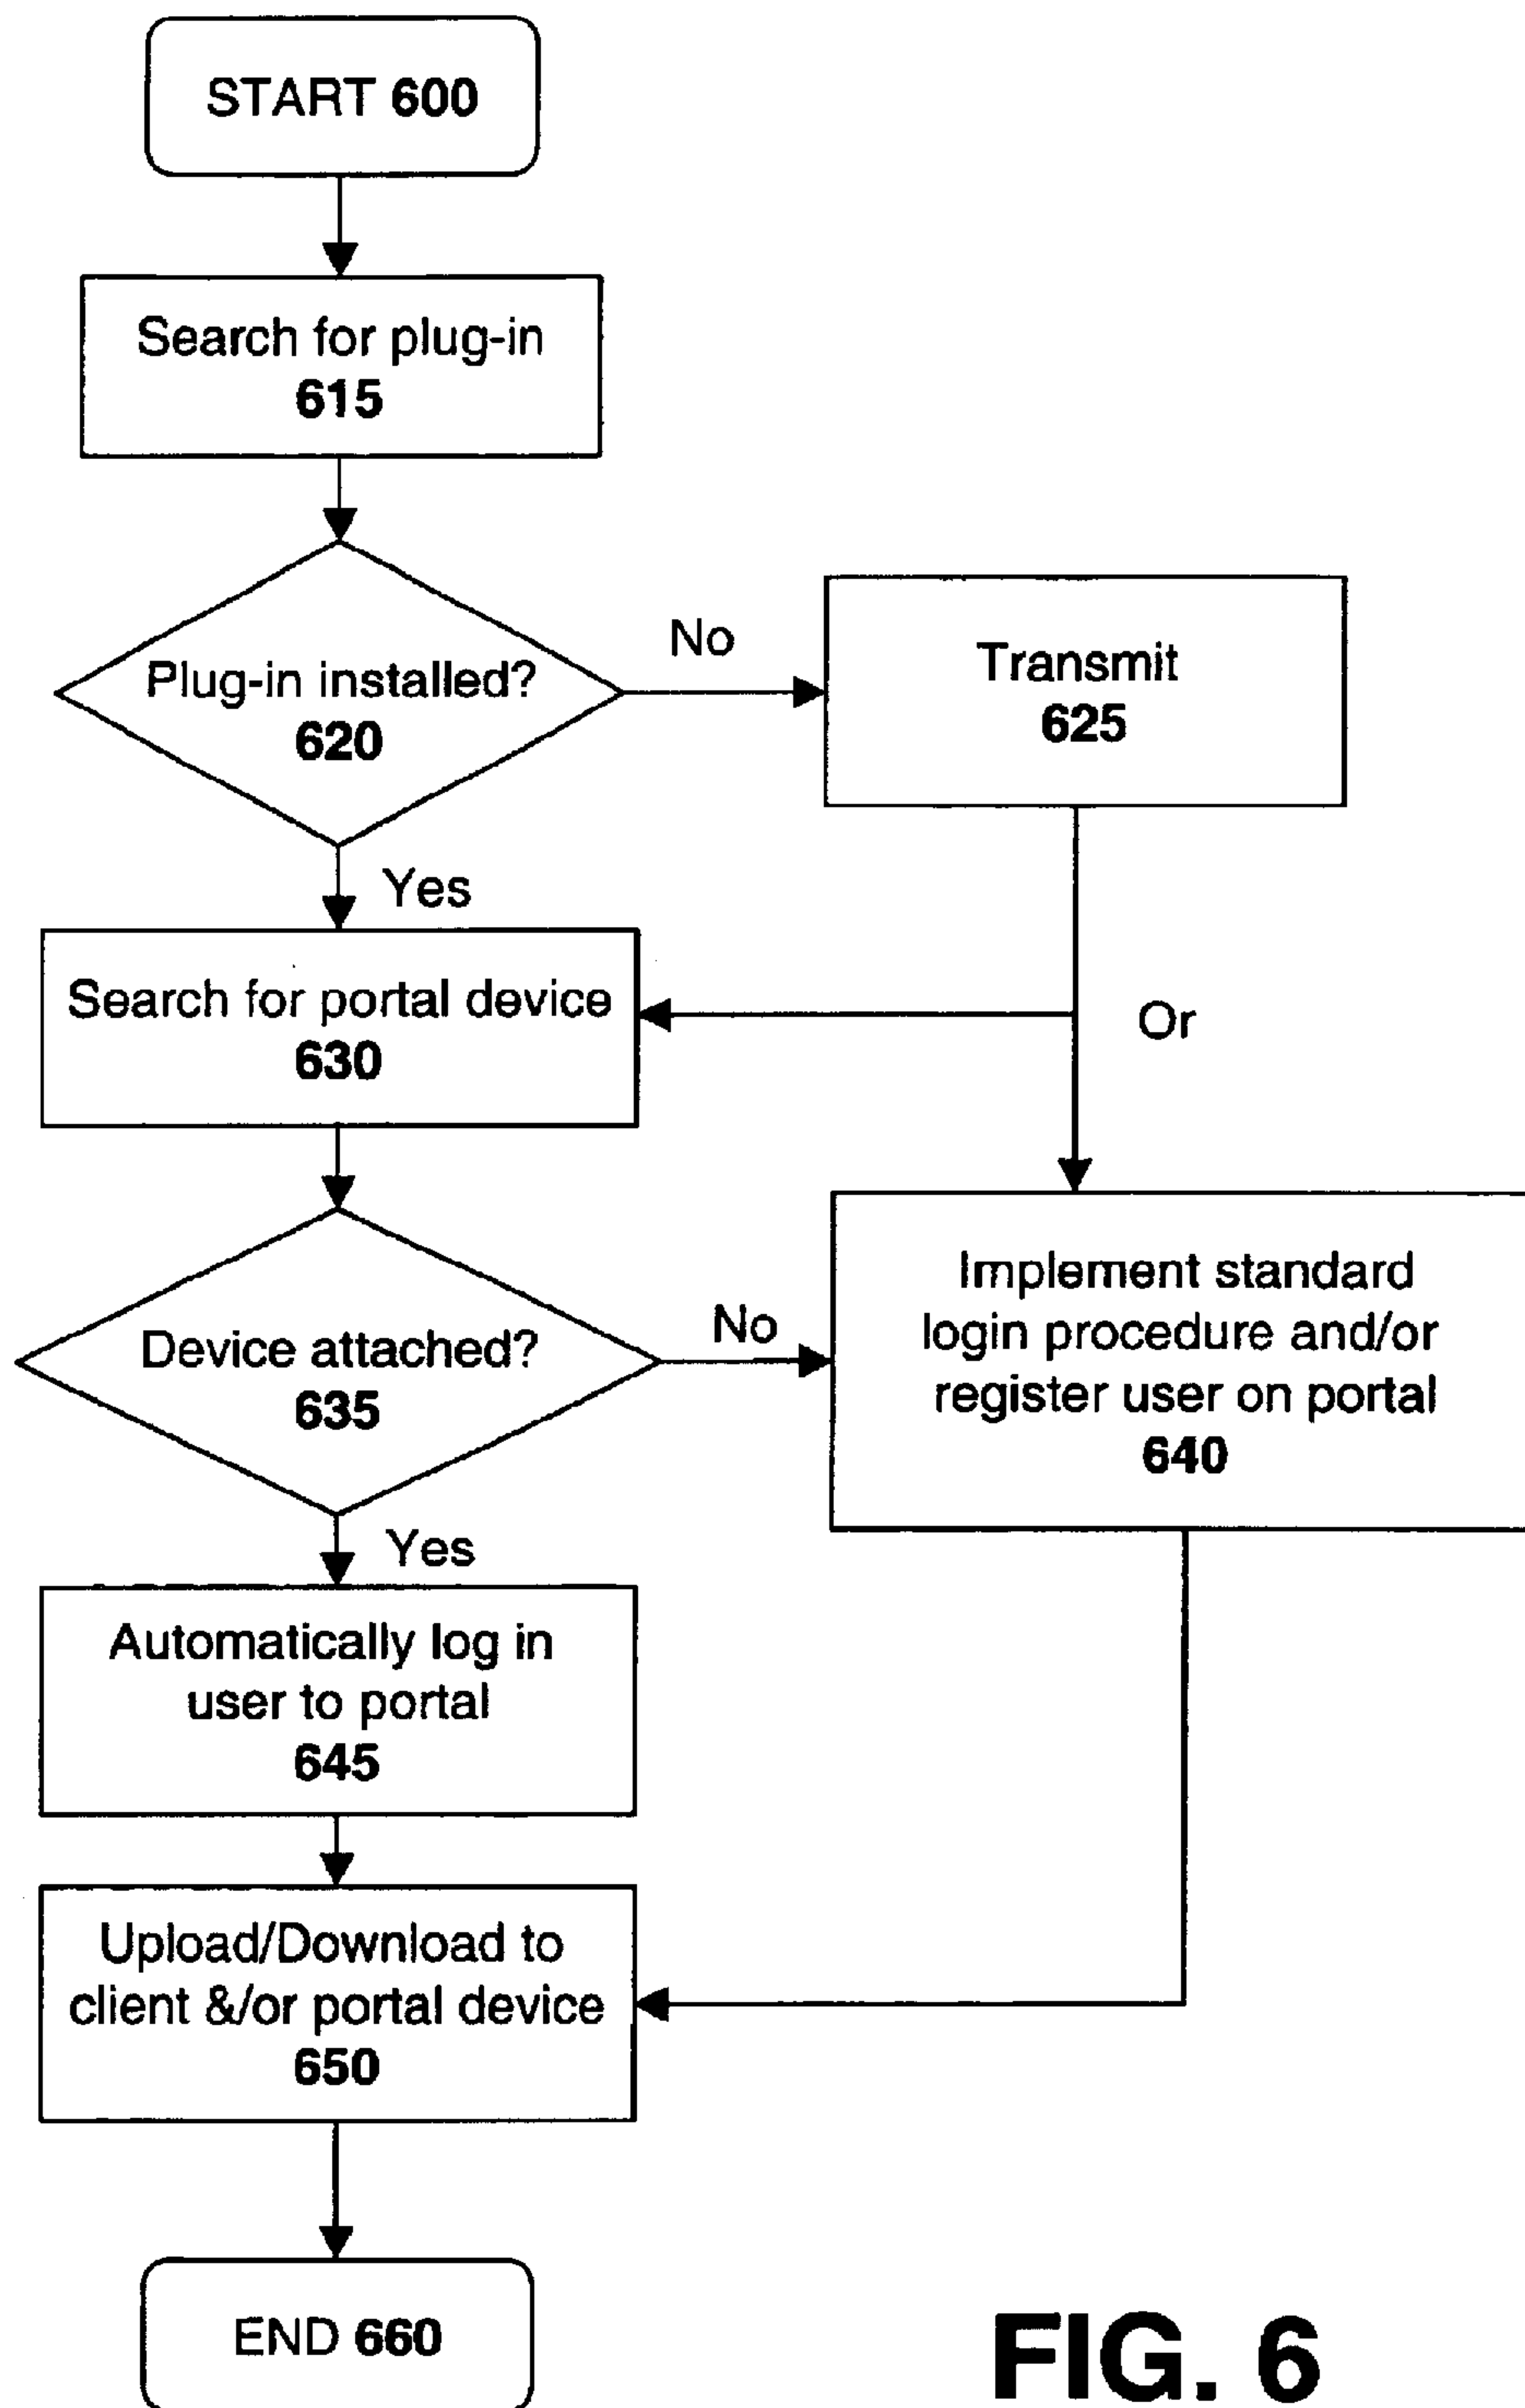 START 600
Search for plug-in
615
Plug-in installed?
620
No
Transmit
625
Yes
Search for portal device
630
Or
Device attached?
635
No
Implement standard
login procedure and/or
register user on portal
640
Yes
Automatically log in
user to portal
645
Upload/Download to
client &/or portal device
650
END 660
FIG. 6